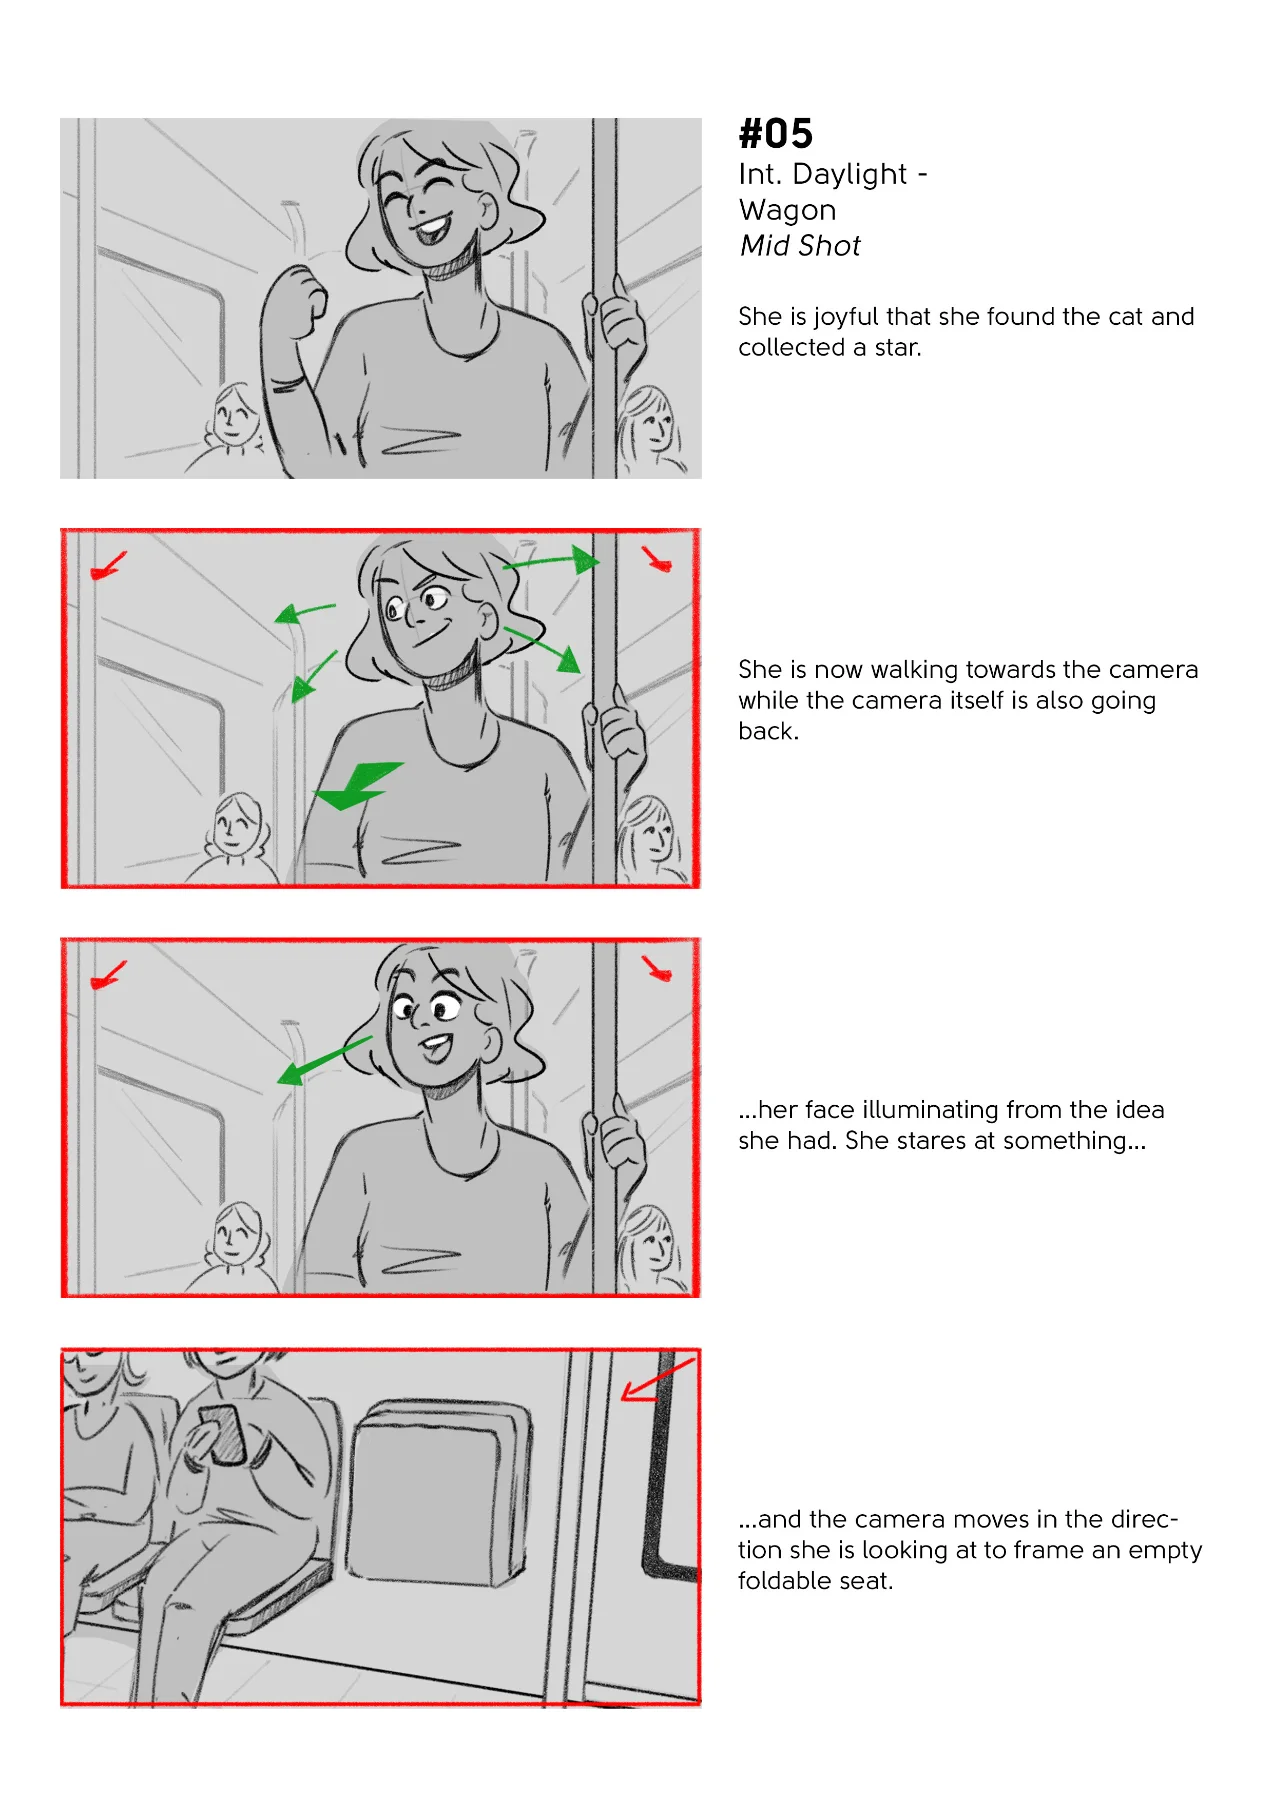 #05
Int. Daylight -
Wagon
Mid Shot
She is joyful that she found the cat and
collected a star.
She is now walking towards the camera
while the camera itself is also going
back.
...her face illuminating from the idea
she had. She stares at something...
...and the camera moves in the direc-
tion she is looking at to frame an empty
foldable seat.